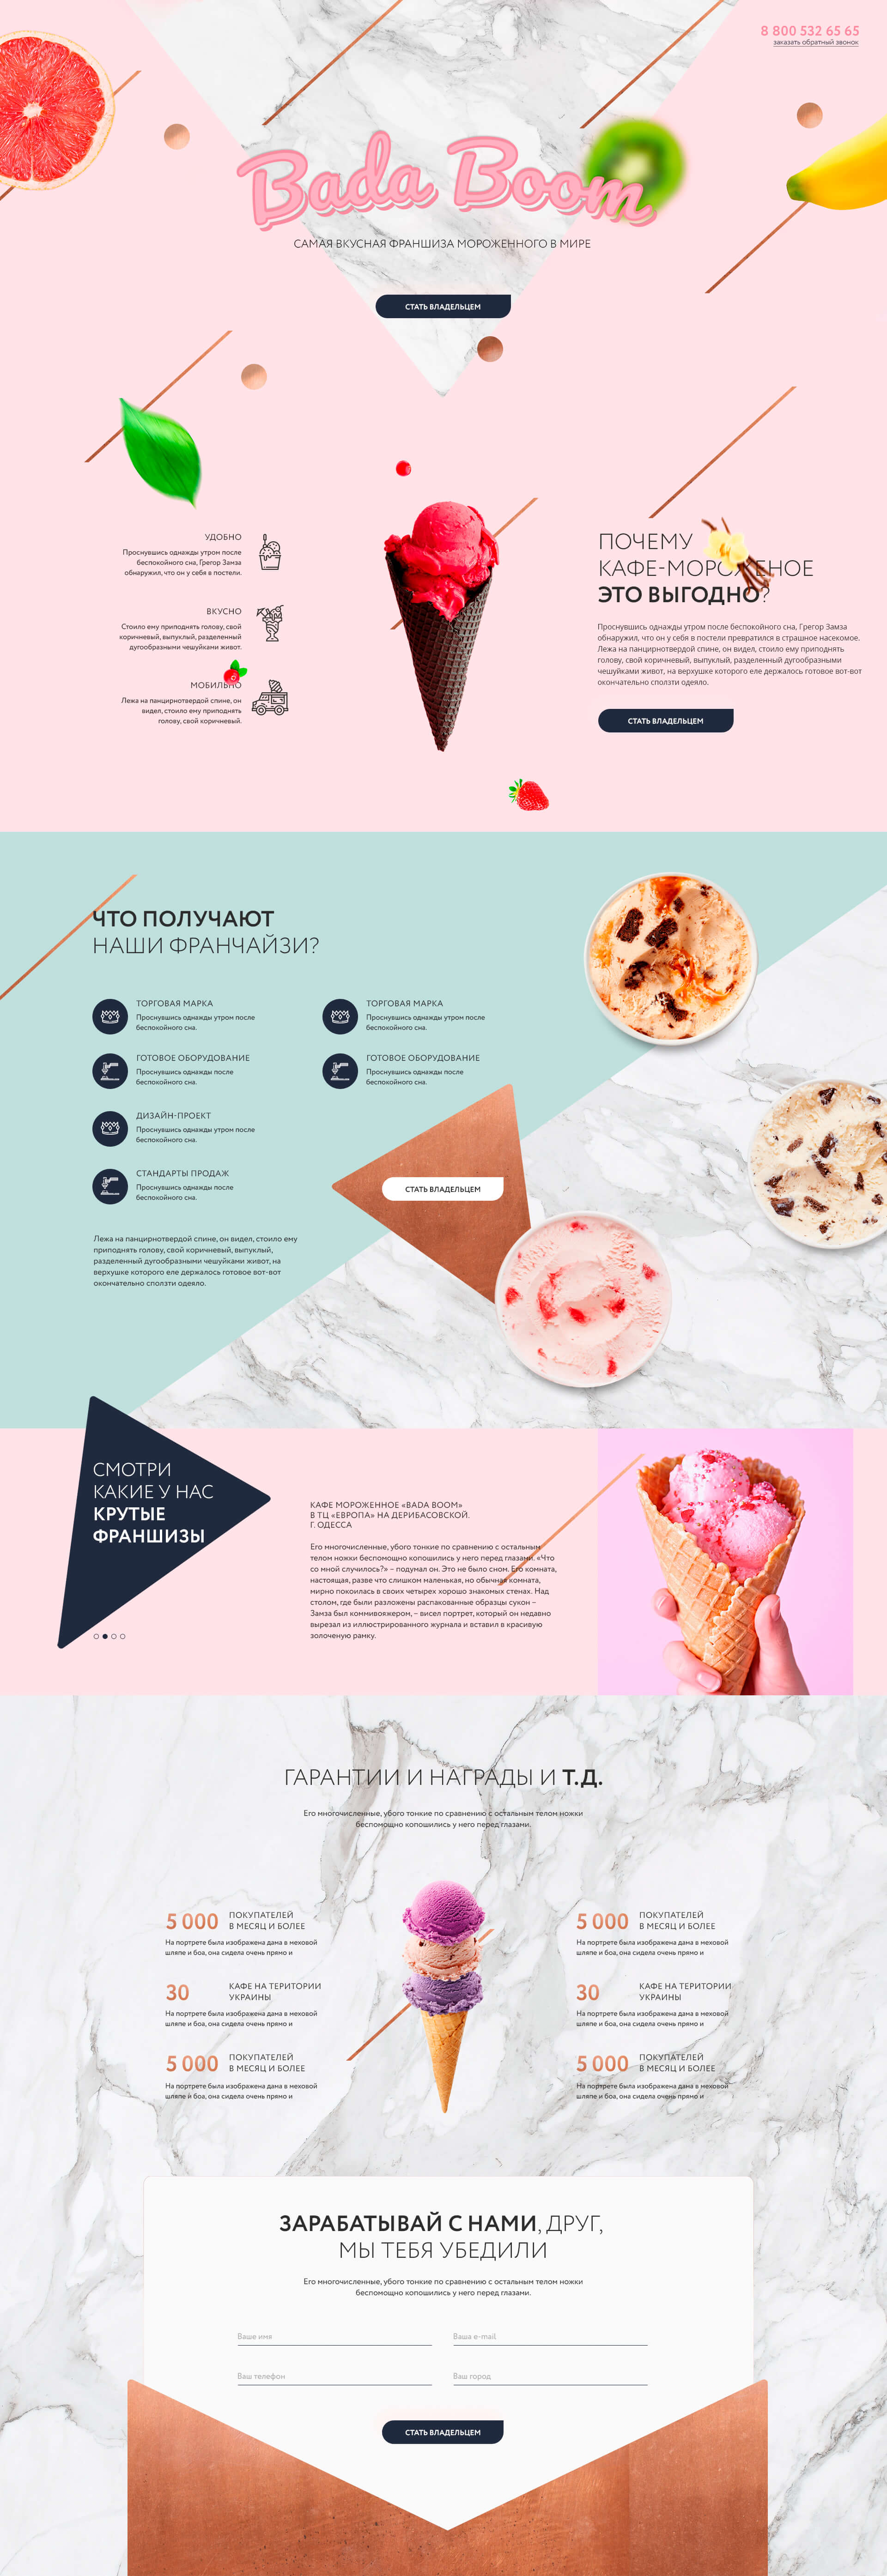 8 800 532 65 65
заказать обратный звонок
Bada Boom
САМАЯ ВКУСНАЯ ФРАНШИЗА МОРОЖЕННОГО В МИРЕ
СТАТЬ ВЛАДЕЛЬЦЕМ
УДОБНО
Проснувшись однажды утром после
беспокойного сна, Грегор Замза
обнаружил, что он у себя в постели.
ВКУСНО
Стоило ему приподнять голову, свой
коричневый, выпуклый, разделенный
дугообразными чешуйками живот.
МОБИЛЬНО
Лежа на панцирнотвердой спине, он
видел, стоило ему приподнять
голову, свой коричневый.
ПОЧЕМУ
КАФЕ-МОРОЖЕНОЕ
ЭТО ВЫГОДНО?
Проснувшись однажды утром после беспокойного сна, Грегор Замза
обнаружил, что он у себя в постели превратился в страшное насекомое.
Лежа на панцирнотвердой спине, он видел, стоило ему приподнять
голову, свой коричневый, выпуклый, разделенный дугообразными
чешуйками живот, на верхушке которого еле держалось готовое вот-вот
окончательно сползти одеяло.
СТАТЬ ВЛАДЕЛЬЦЕМ
ЧТО ПОЛУЧАЮТ
НАШИ ФРАНЧАЙЗИ?
ТОРГОВАЯ МАРКА
Проснувшись однажды утром после
беспокойного сна.
ГОТОВОЕ ОБОРУДОВАНИЕ
Проснувшись однажды после
беспокойного сна.
ДИЗАЙН-ПРОЕКТ
Проснувшись однажды утром после
беспокойного сна.
СТАНДАРТЫ ПРОДАЖ
Проснувшись однажды после
беспокойного сна.
ТОРГОВАЯ МАРКА
Проснувшись однажды утром после
беспокойного сна.
ГОТОВОЕ ОБОРУДОВАНИЕ
Проснувшись однажды после
беспокойного сна.
СТАТЬ ВЛАДЕЛЬЦЕМ
Лежа на панцирнотвердой спине, он видел, стоило ему
приподнять голову, свой коричневый, выпуклый,
разделенный дугообразными чешуйками живот, на
верхушке которого еле держалось готовое вот-вот
окончательно сползти одеяло.
СМОТРИ
КАКИЕ У НАС
КРУТЫЕ
ФРАНШИЗЫ
КАФЕ МОРОЖЕННОЕ «BADA BOOM»
В ТЦ «ЕВРОПА» НА ДЕРИБАСОВСКОЙ.
Г. ОДЕССА
Его многочисленные, убого тонкие по сравнению с остальным
телом ножки беспомощно копошились у него перед глазами. «Что
со мной случилось?» – подумал он. Это не было сном. Его комната,
настоящая, разве что слишком маленькая, но обычная комната,
мирно покоилась в своих четырех хорошо знакомых стенах. Над
столом, где были разложены распакованные образцы сукон –
Замза был коммивояжером, – висел портрет, который он недавно
вырезал из иллюстрированного журнала и вставил в красивую
золоченую рамку.
ГАРАНТИИ И НАГРАДЫ И Т.Д.
Его многочисленные, убого тонкие по сравнению с остальным телом ножки
беспомощно копошились у него перед глазами.
5 000 ПОКУПАТЕЛЕЙ
В МЕСЯЦ И БОЛЕЕ
На портрете была изображена дама в меховой
шляпе и боа, она сидела очень прямо и
30 КАФЕ НА ТЕРИТОРИИ
УКРАИНЫ
На портрете была изображена дама в меховой
шляпе и боа, она сидела очень прямо и
5 000 ПОКУПАТЕЛЕЙ
В МЕСЯЦ И БОЛЕЕ
На портрете была изображена дама в меховой
шляпе и боа, она сидела очень прямо и
5 000 ПОКУПАТЕЛЕЙ
В МЕСЯЦ И БОЛЕЕ
На портрете была изображена дама в меховой
шляпе и боа, она сидела очень прямо и
30 КАФЕ НА ТЕРИТОРИИ
УКРАИНЫ
На портрете была изображена дама в меховой
шляпе и боа, она сидела очень прямо и
5 000 ПОКУПАТЕЛЕЙ
В МЕСЯЦ И БОЛЕЕ
На портрете была изображена дама в меховой
шляпе и боа, она сидела очень прямо и
ЗАРАБАТЫВАЙ С НАМИ, ДРУГ,
МЫ ТЕБЯ УБЕДИЛИ
Его многочисленные, убого тонкие по сравнению с остальным телом ножки
беспомощно копошились у него перед глазами.
Ваше имя
Ваша e-mail
Ваш телефон
Ваш город
СТАТЬ ВЛАДЕЛЬЦЕМ